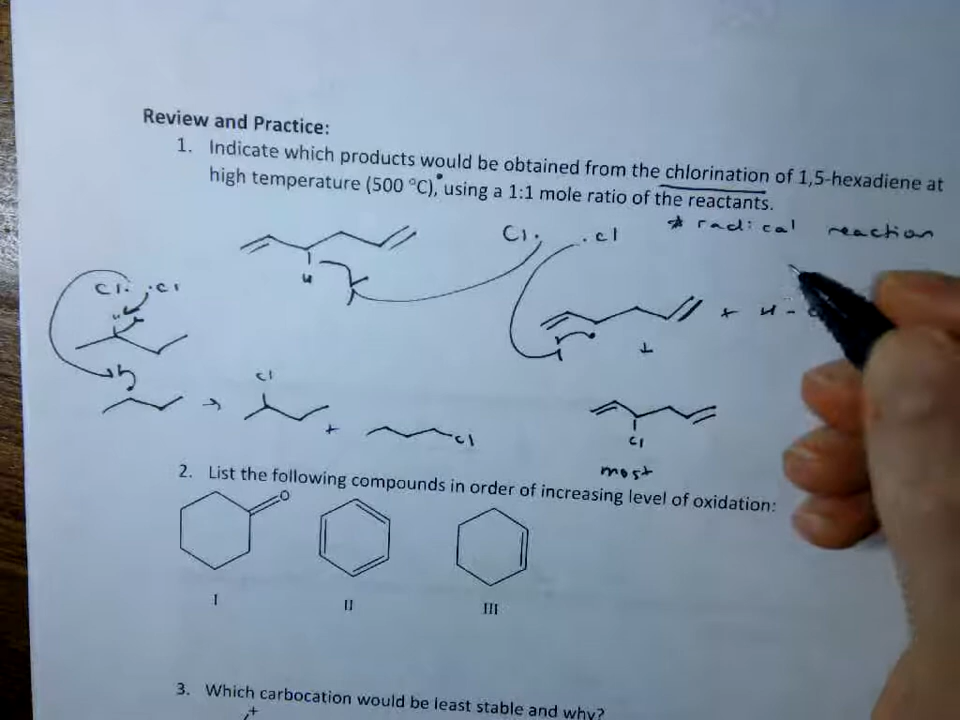 Review and Practice:
1. Indicate which products would be obtained from the chlorination of 1,5-hexadiene at
high temperature (500 °C), using a 1:1 mole ratio of the reactants.
* radical reaction
Cl· ·Cl
H
Cl· ·Cl
H
+ H -
+
Cl
+
Cl
Cl
most
2. List the following compounds in order of increasing level of oxidation:
O
I II III
3. Which carbocation would be least stable and why?
+